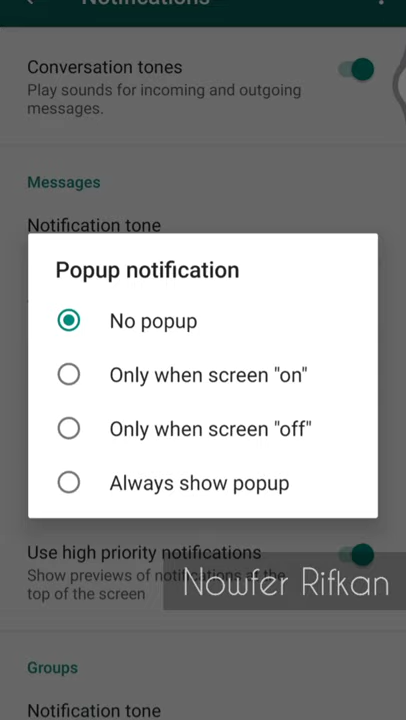 Notifications
Conversation tones
Play sounds for incoming and outgoing
messages.
Messages
Notification tone
Popup notification
No popup
Only when screen "on"
Only when screen "off"
Always show popup
Use high priority notifications
Show previews of notifications at the
top of the screen
Nowfer Rifkan
Groups
Notification tone